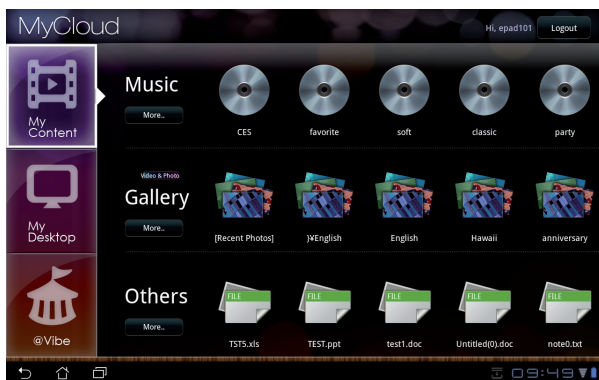 MyCloud
Hi, epad101
Logout
My
Content
My
Desktop
@Vibe
Music
More..
CES
favorite
soft
classic
party
Video & Photo
Gallery
More..
[Recent Photos]
}¥English
English
Hawaii
anniversary
Others
More..
FILE
FILE
FILE
FILE
FILE
TST5.xls
TEST.ppt
test1.doc
Untitled(0).doc
note0.txt
09:49